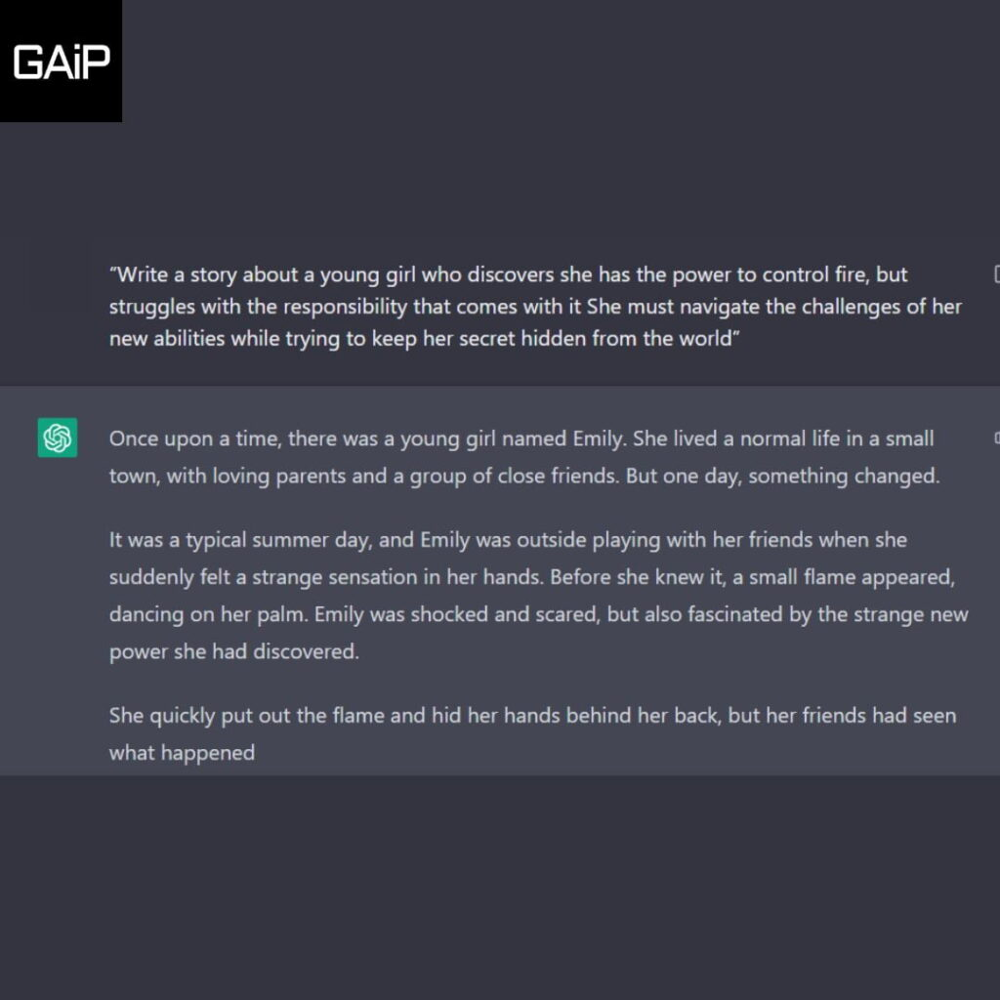 GAiP
“Write a story about a young girl who discovers she has the power to control fire, but
struggles with the responsibility that comes with it She must navigate the challenges of her
new abilities while trying to keep her secret hidden from the world”
Once upon a time, there was a young girl named Emily. She lived a normal life in a small
town, with loving parents and a group of close friends. But one day, something changed.
It was a typical summer day, and Emily was outside playing with her friends when she
suddenly felt a strange sensation in her hands. Before she knew it, a small flame appeared,
dancing on her palm. Emily was shocked and scared, but also fascinated by the strange new
power she had discovered.
She quickly put out the flame and hid her hands behind her back, but her friends had seen
what happened